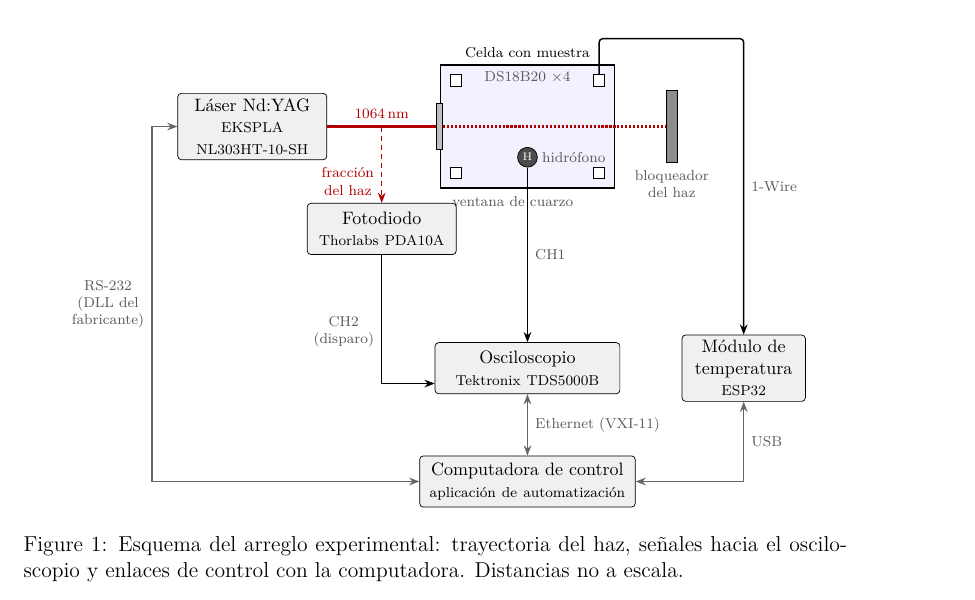 Celda con muestra
DS18B20 ×4
Láser Nd:YAG
EKSPLA
NL303HT-10-SH
1064 nm
H
hidrófono
fracción
del haz
bloqueador
del haz
1-Wire
ventana de cuarzo
Fotodiodo
Thorlabs PDA10A
CH1
RS-232
(DLL del
fabricante)
CH2
(disparo)
Osciloscopio
Tektronix TDS5000B
Módulo de
temperatura
ESP32
Ethernet (VXI-11)
USB
Computadora de control
aplicación de automatización
Figure 1: Esquema del arreglo experimental: trayectoria del haz, señales hacia el oscilo-
scopio y enlaces de control con la computadora. Distancias no a escala.